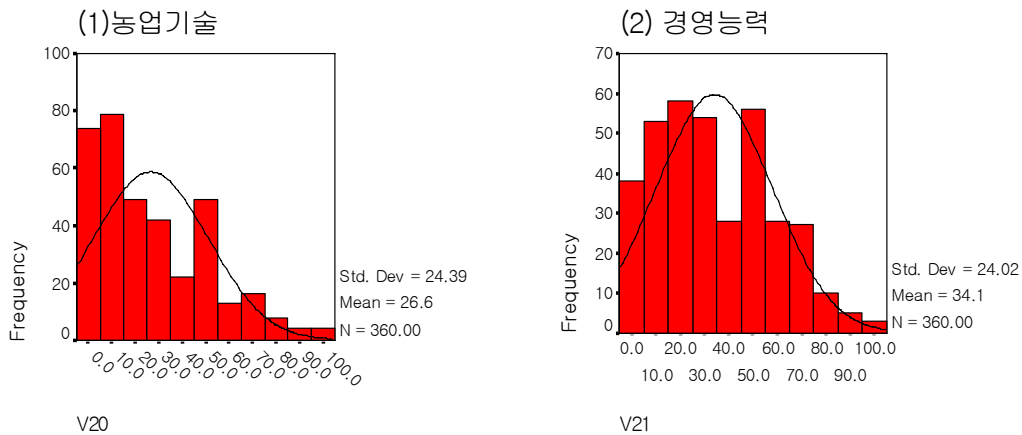 (1)농업기술
100
80
60
40
20
0
Frequency
0.0 10.0 20.0 30.0 40.0 50.0 60.0 70.0 80.0 90.0 100.0
Std. Dev = 24.39
Mean = 26.6
N = 360.00
V20
(2) 경영능력
70
60
50
40
30
20
10
0
Frequency
0.0 20.0 40.0 60.0 80.0 100.0
10.0 30.0 50.0 70.0 90.0
Std. Dev = 24.02
Mean = 34.1
N = 360.00
V21